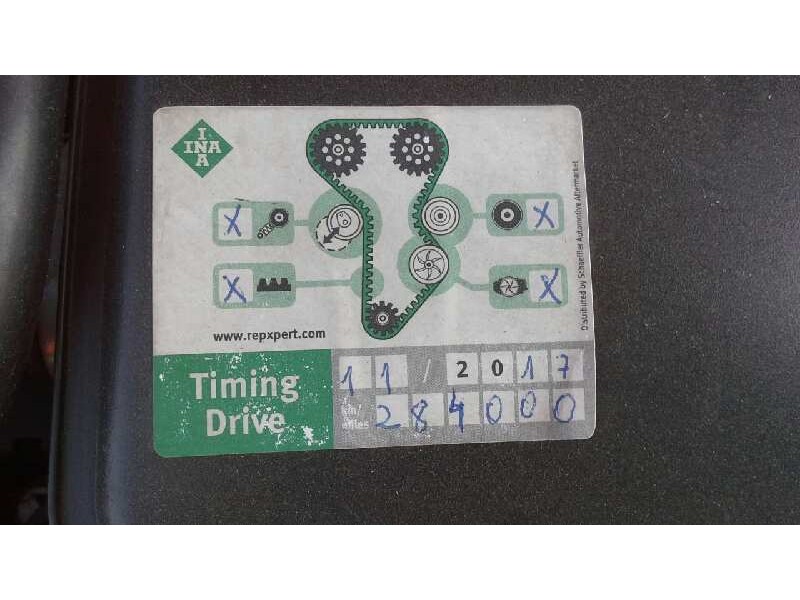 I
INA
A
X
X
X
X
www.repxpert.com
Distributed by Schaeffler Automotive Aftermarket
Timing
Drive
11 / 2017
km/
miles 284000